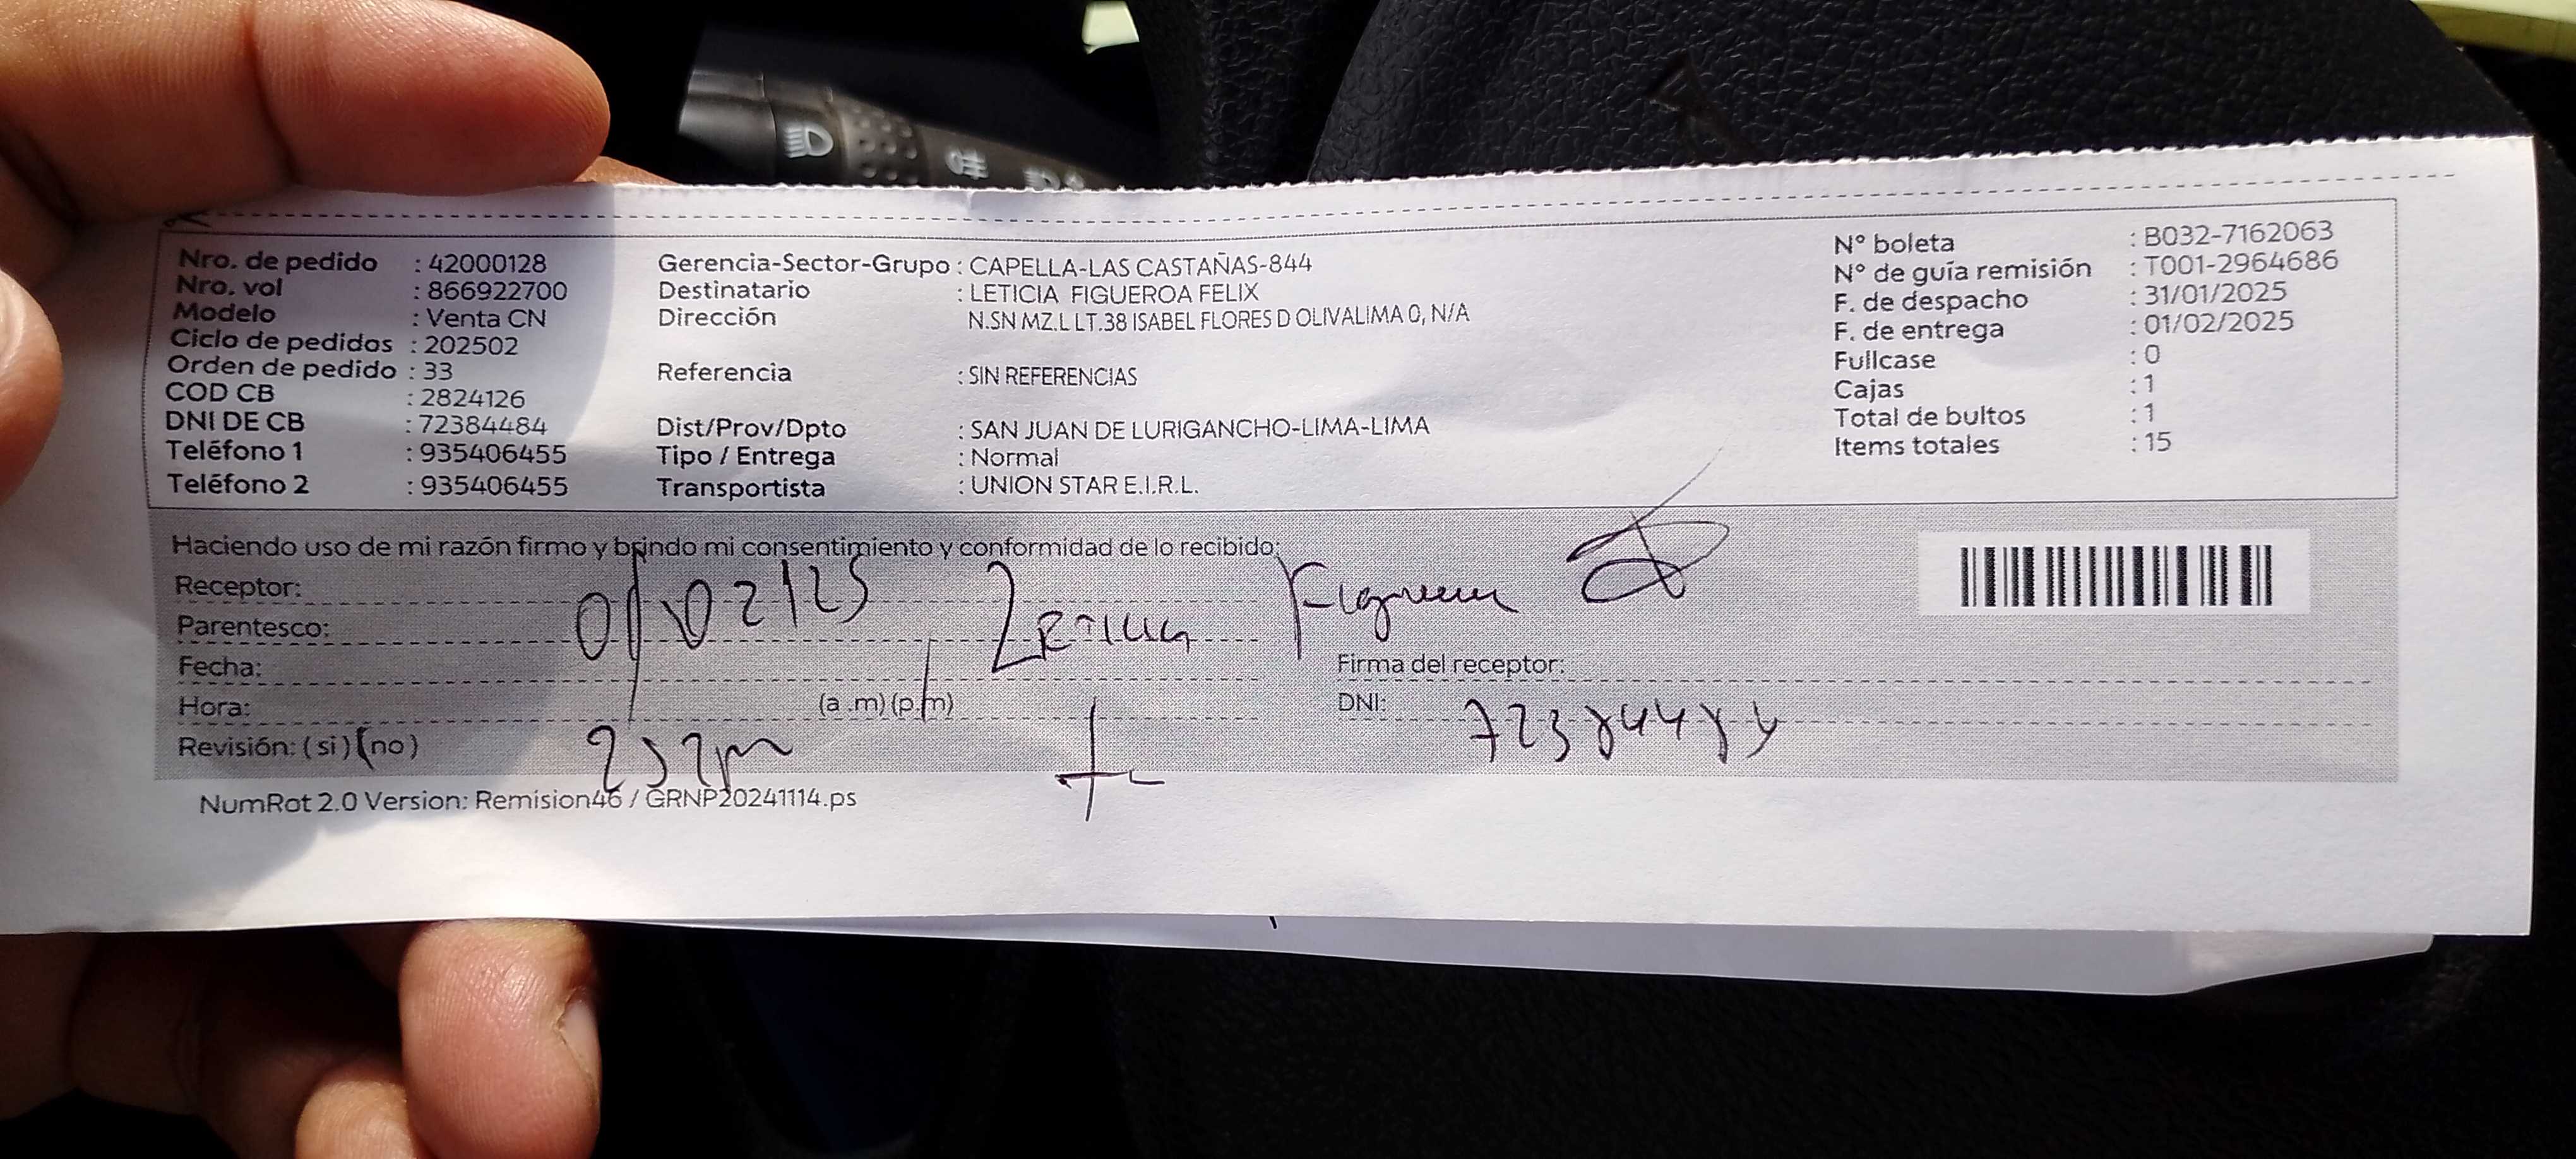 Nro. de pedido : 42000128
Nro. vol : 866922700
Modelo : Venta CN
Ciclo de pedidos : 202502
Orden de pedido : 33
COD CB : 2824126
DNI DE CB : 72384484
Teléfono 1 : 935406455
Teléfono 2 : 935406455
Gerencia-Sector-Grupo : CAPELLA-LAS CASTAÑAS-844
Destinatario : LETICIA FIGUEROA FELIX
Dirección N.SN MZ.L LT.38 ISABEL FLORES D OLIVALIMA 0, N/A
Referencia : SIN REFERENCIAS
Dist/Prov/Dpto : SAN JUAN DE LURIGANCHO-LIMA-LIMA
Tipo / Entrega : Normal
Transportista : UNION STAR E.I.R.L.
N° boleta : B032-7162063
N° de guía remisión : T001-2964686
F. de despacho : 31/01/2025
F. de entrega : 01/02/2025
Fullcase : 0
Cajas : 1
Total de bultos : 1
Items totales : 15
Haciendo uso de mi razón firmo y brindo mi consentimiento y conformidad de lo recibido:
Receptor:
01/02/25 Leticia Figueroa
Parentesco:
Fecha:
Firma del receptor:
Hora: (a .m) (p.m)
DNI: 72384484
Revisión: ( si ) (no )
NumRot 2.0 Version: Remision46 / GRNP20241114.ps